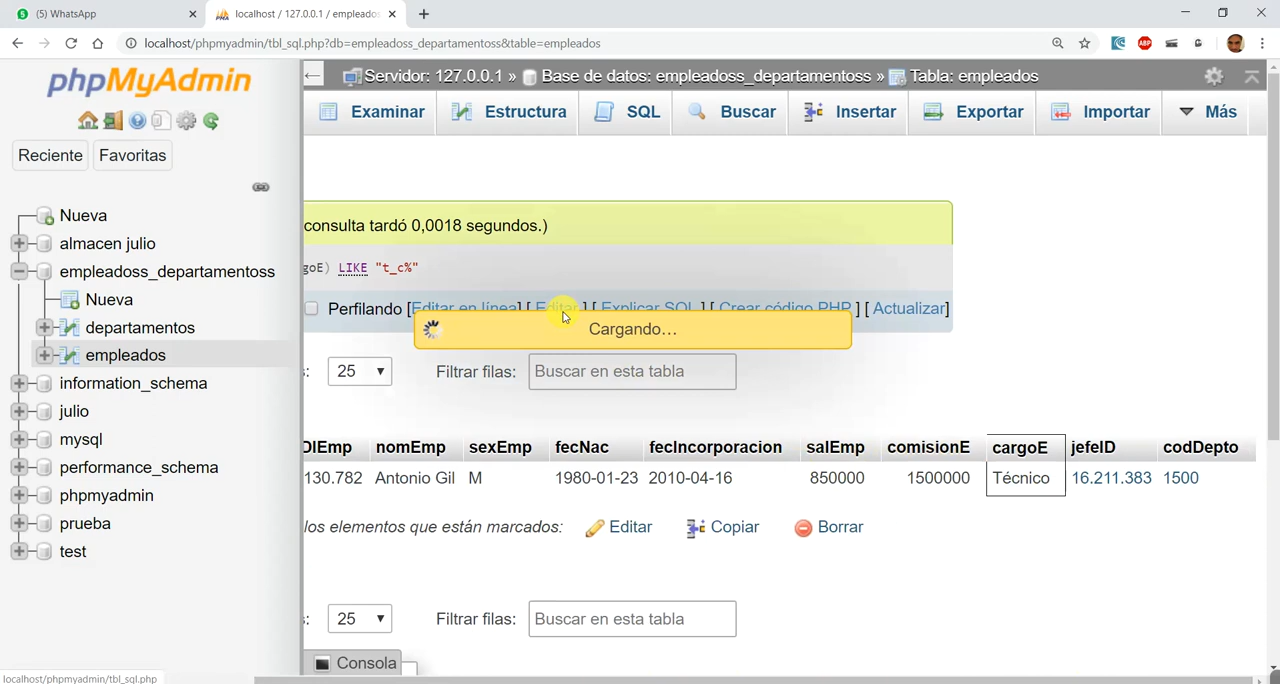 (5) WhatsApp
localhost / 127.0.0.1 / empleados
localhost/phpmyadmin/tbl_sql.php?db=empleadoss_departamentoss&table=empleados
ABP
phpMyAdmin
Reciente Favoritas
Nueva
almacen julio
empleadoss_departamentoss
Nueva
departamentos
empleados
information_schema
julio
mysql
performance_schema
phpmyadmin
prueba
test
Servidor: 127.0.0.1 » Base de datos: empleadoss_departamentoss » Tabla: empleados
Examinar Estructura SQL Buscar Insertar Exportar Importar Más
consulta tardó 0,0018 segundos.)
goE) LIKE "t_c%"
Perfilando [Editar en línea] [ Editar ] [ Explicar SQL ] [ Crear código PHP ] [ Actualizar]
Cargando...
: 25 Filtrar filas: Buscar en esta tabla
DIEmp nomEmp sexEmp fecNac fecIncorporacion salEmp comisionE cargoE jefeID codDepto
130.782 Antonio Gil M 1980-01-23 2010-04-16 850000 1500000 Técnico 16.211.383 1500
los elementos que están marcados: Editar Copiar Borrar
: 25 Filtrar filas: Buscar en esta tabla
Consola
localhost/phpmyadmin/tbl_sql.php